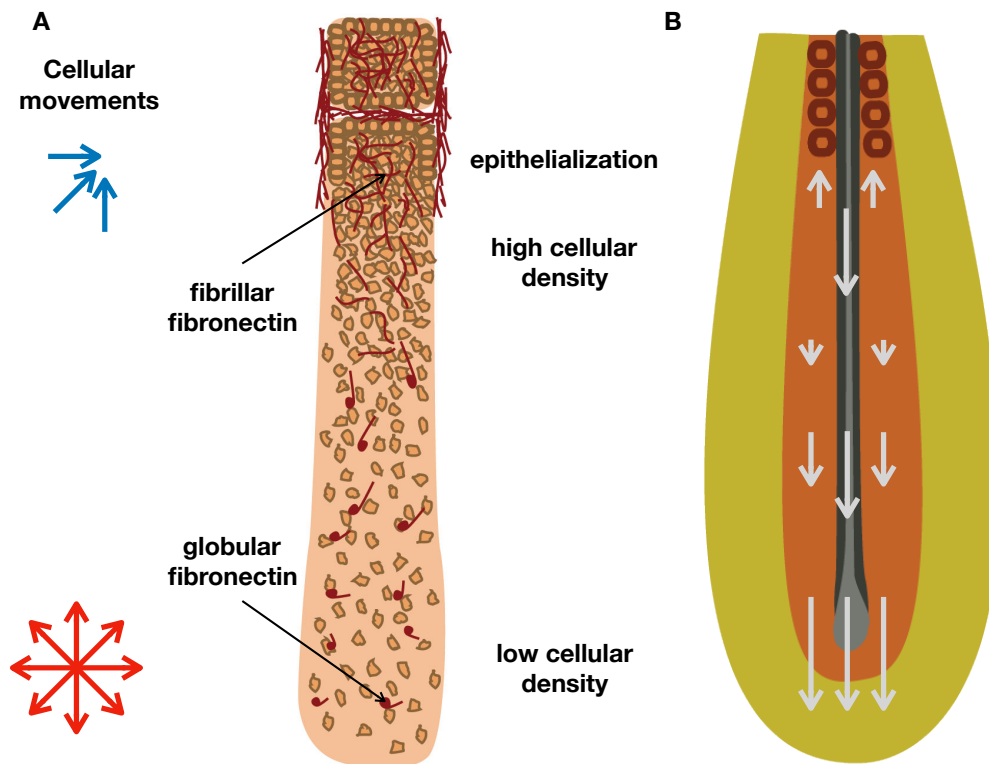 A
Cellular
movements
epithelialization
high cellular
density
fibrillar
fibronectin
globular
fibronectin
low cellular
density
B